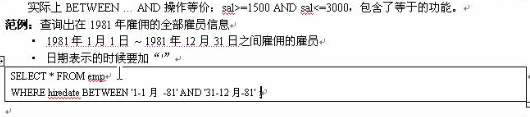 实际上 BETWEEN … AND 操作等价：sal>=1500 AND sal<=3000，包含了等于的功能。
范例：查询出在 1981 年雇佣的全部雇员信息
· 1981 年 1 月 1 日 ~ 1981 年 12 月 31 日之间雇佣的雇员
· 日期表示的时候要加 “'”
SELECT * FROM emp
WHERE hiredate BETWEEN '1-1 月 -81' AND '31-12 月-81' ;